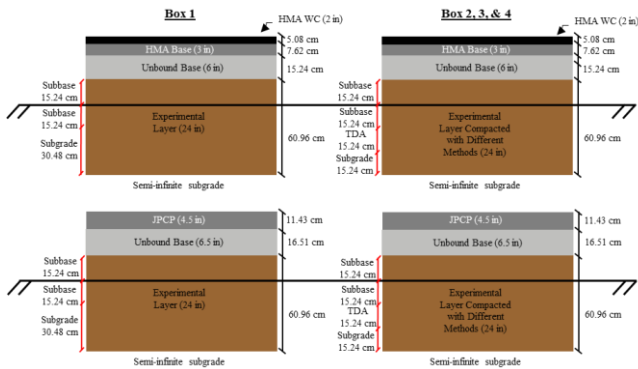 Box 1
HMA WC (2 in)
5.08 cm
HMA Base (3 in)
7.62 cm
Unbound Base (6 in)
15.24 cm
Subbase
15.24 cm
Subbase
15.24 cm
Subgrade
30.48 cm
Experimental
Layer (24 in)
60.96 cm
Semi-infinite subgrade
Box 2, 3, & 4
HMA WC (2 in)
5.08 cm
HMA Base (3 in)
7.62 cm
Unbound Base (6 in)
15.24 cm
Subbase
15.24 cm
Subbase
15.24 cm
TDA
15.24 cm
Subgrade
15.24 cm
Experimental
Layer Compacted
with Different
Methods (24 in)
60.96 cm
Semi-infinite subgrade
JPCP (4.5 in)
11.43 cm
Unbound Base (6.5 in)
16.51 cm
Subbase
15.24 cm
Subbase
15.24 cm
Subgrade
30.48 cm
Experimental
Layer (24 in)
60.96 cm
Semi-infinite subgrade
JPCP (4.5 in)
11.43 cm
Unbound Base (6.5 in)
16.51 cm
Subbase
15.24 cm
Subbase
15.24 cm
TDA
15.24 cm
Subgrade
15.24 cm
Experimental
Layer Compacted
with Different
Methods (24 in)
60.96 cm
Semi-infinite subgrade